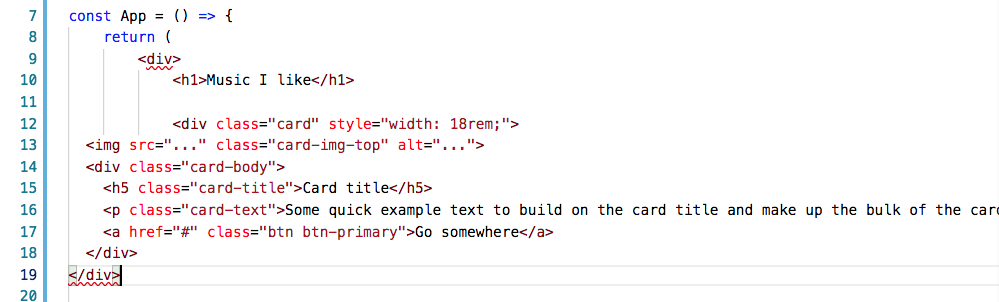 7 const App = () => {
8 return (
9 <div>
10 <h1>Music I like</h1>
11
12 <div class="card" style="width: 18rem;">
13 <img src="..." class="card-img-top" alt="...">
14 <div class="card-body">
15 <h5 class="card-title">Card title</h5>
16 <p class="card-text">Some quick example text to build on the card title and make up the bulk of the card
17 <a href="#" class="btn btn-primary">Go somewhere</a>
18 </div>
19 </div>
20